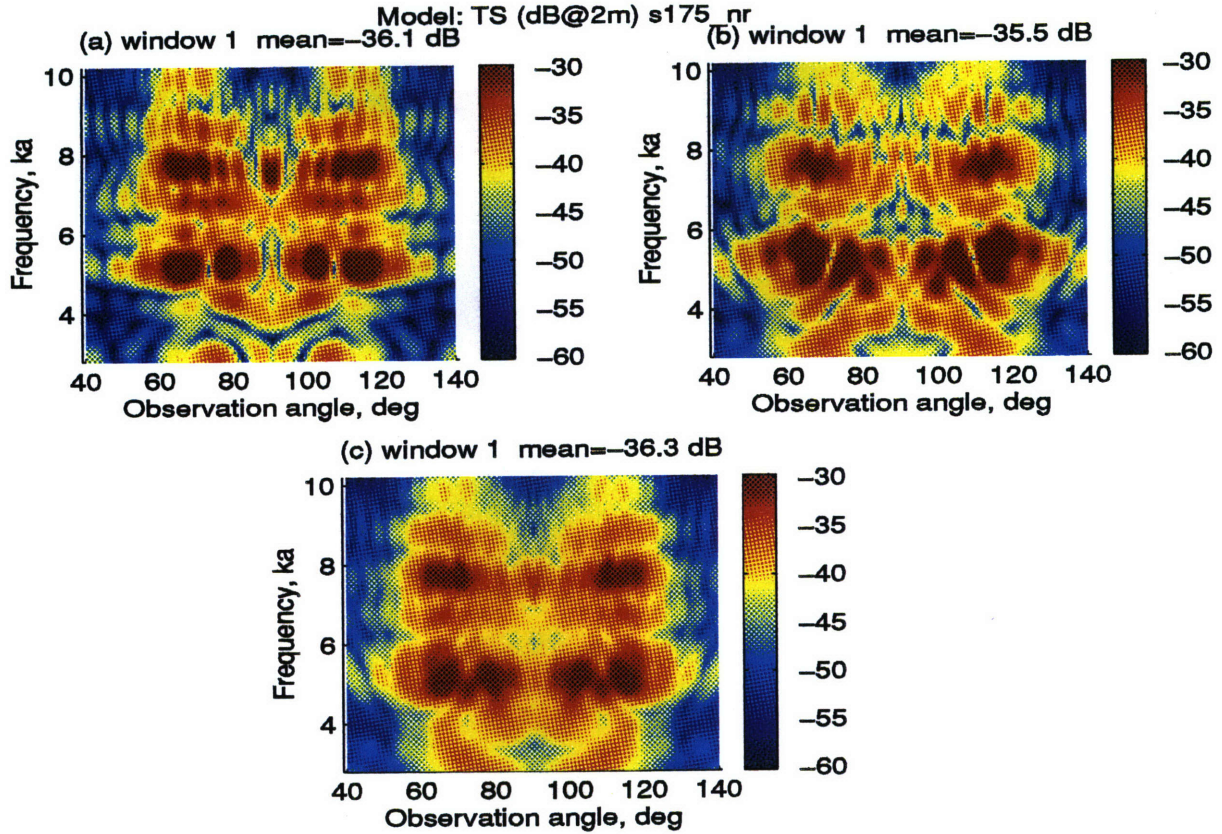 Model: TS (dB@2m) s175_nr
(a) window 1 mean=–36.1 dB
(b) window 1 mean=–35.5 dB
10
8
6
4
Frequency, ka
40 60 80 100 120 140
Observation angle, deg
–30
–35
–40
–45
–50
–55
–60
10
8
6
4
Frequency, ka
40 60 80 100 120 140
Observation angle, deg
–30
–35
–40
–45
–50
–55
–60
(c) window 1 mean=–36.3 dB
10
8
6
4
Frequency, ka
40 60 80 100 120 140
Observation angle, deg
–30
–35
–40
–45
–50
–55
–60